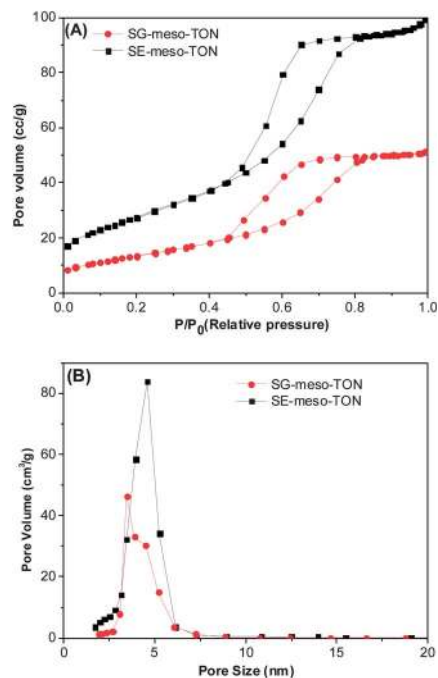 (A)
SG-meso-TON
SE-meso-TON
100
80
60
40
20
0
Pore volume (cc/g)
0.0 0.2 0.4 0.6 0.8 1.0
P/P0(Relative pressure)
(B)
SG-meso-TON
SE-meso-TON
80
60
40
20
0
Pore Volume (cm³/g)
0 5 10 15 20
Pore Size (nm)